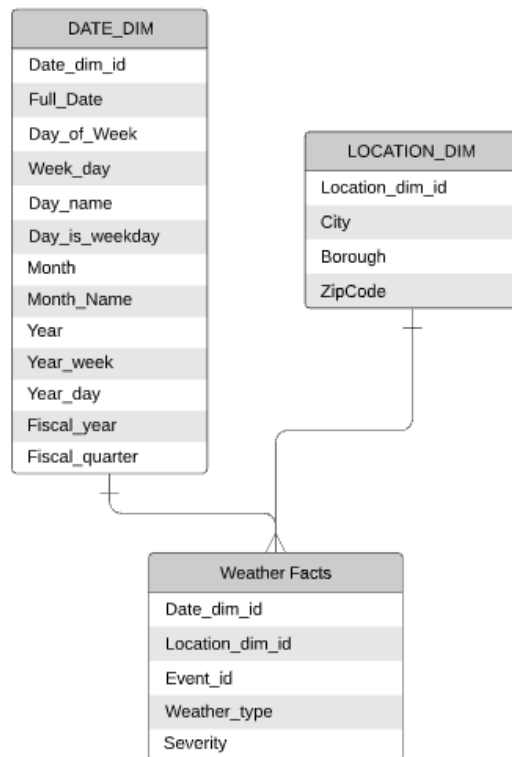 DATE_DIM
Date_dim_id
Full_Date
Day_of_Week
Week_day
Day_name
Day_is_weekday
Month
Month_Name
Year
Year_week
Year_day
Fiscal_year
Fiscal_quarter
LOCATION_DIM
Location_dim_id
City
Borough
ZipCode
Weather Facts
Date_dim_id
Location_dim_id
Event_id
Weather_type
Severity